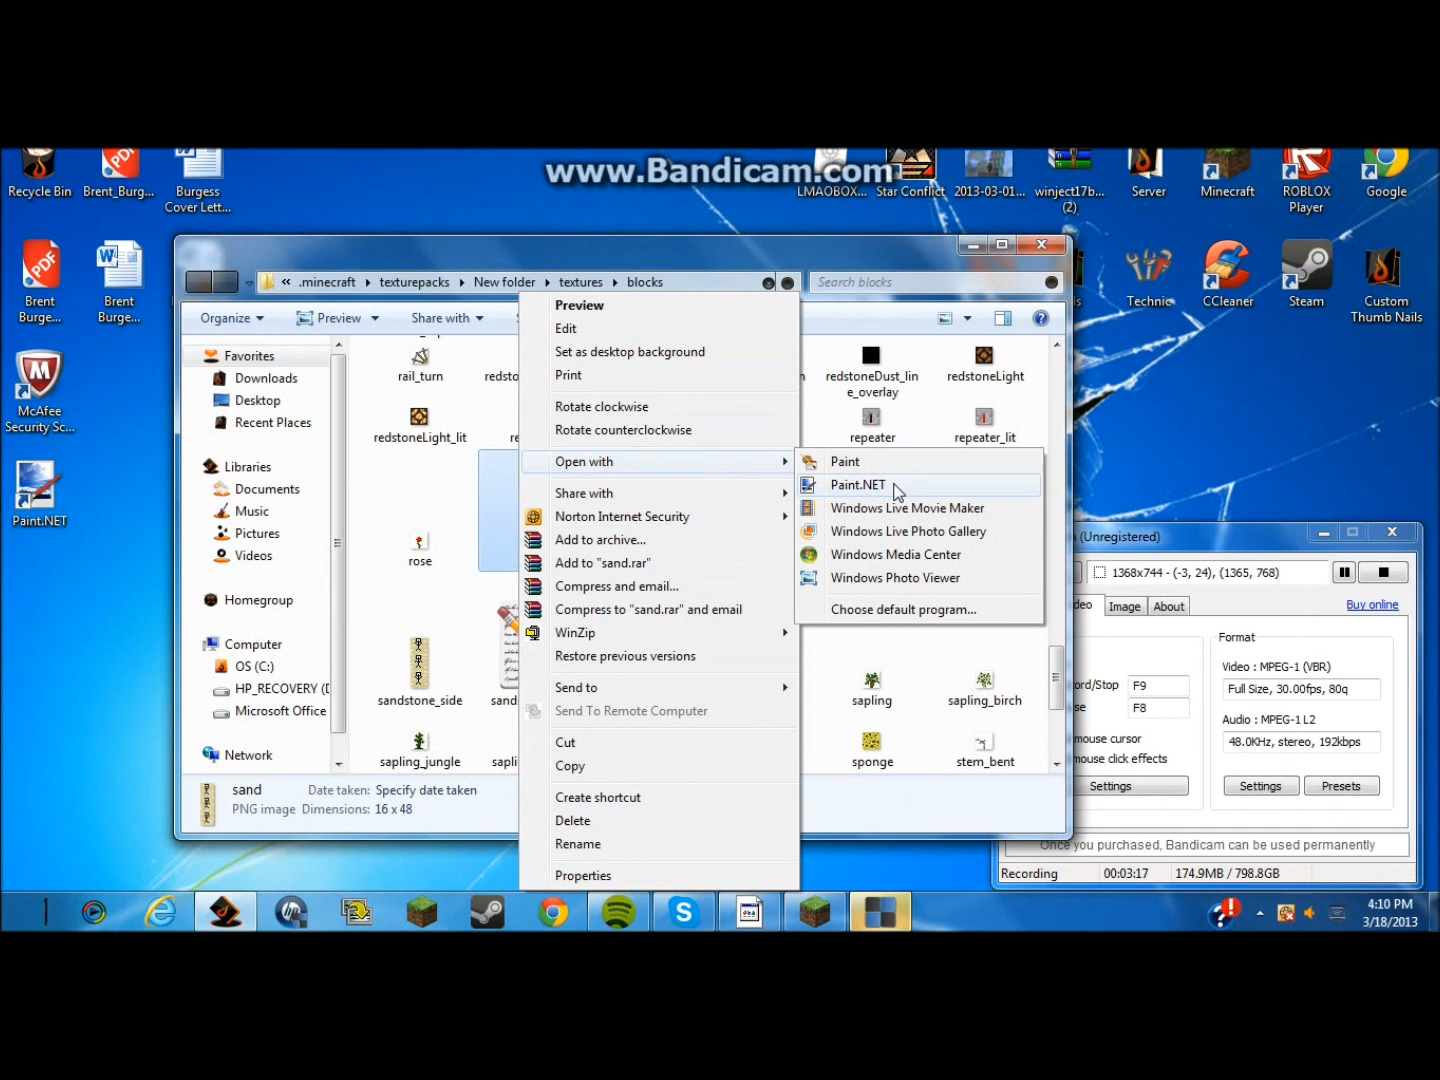 www.Bandicam.com
Recycle Bin
Brent_Burg...
Burgess
Cover Lett...
LMAOBOX...
Star Conflict
2013-03-01...
winject17b...
(2)
Server
Minecraft
ROBLOX
Player
Google
PDF
Brent
Burge...
Brent
Burge...
Technic
CCleaner
Steam
Custom
Thumb Nails
McAfee
Security Sc...
Paint.NET
« .minecraft ▸ texturepacks ▸ New folder ▸ textures ▸ blocks
Search blocks
Organize
Preview
Share with
Favorites
Downloads
Desktop
Recent Places
Libraries
Documents
Music
Pictures
Videos
Homegroup
Computer
OS (C:)
HP_RECOVERY (D
Microsoft Office
Network
rail_turn
redsto
redstoneDust_lin
e_overlay
redstoneLight
redstoneLight_lit
re
repeater
repeater_lit
rose
sandstone_side
sand
sapling
sapling_birch
sapling_jungle
sapli
sponge
stem_bent
sand
Date taken: Specify date taken
PNG image
Dimensions: 16 x 48
Preview
Edit
Set as desktop background
Print
Rotate clockwise
Rotate counterclockwise
Open with
Share with
Norton Internet Security
Add to archive...
Add to "sand.rar"
Compress and email...
Compress to "sand.rar" and email
WinZip
Restore previous versions
Send to
Send To Remote Computer
Cut
Copy
Create shortcut
Delete
Rename
Properties
Paint
Paint.NET
Windows Live Movie Maker
Windows Live Photo Gallery
Windows Media Center
Windows Photo Viewer
Choose default program...
(Unregistered)
1368x744 - (-3, 24), (1365, 768)
deo
Image
About
Buy online
Format
Video : MPEG-1 (VBR)
Full Size, 30.00fps, 80q
Audio : MPEG-1 L2
48.0KHz, stereo, 192kbps
ord/Stop
F9
se
F8
mouse cursor
mouse click effects
Settings
Settings
Presets
Once you purchased, Bandicam can be used permanently
Recording
00:03:17
174.9MB / 798.8GB
4:10 PM
3/18/2013